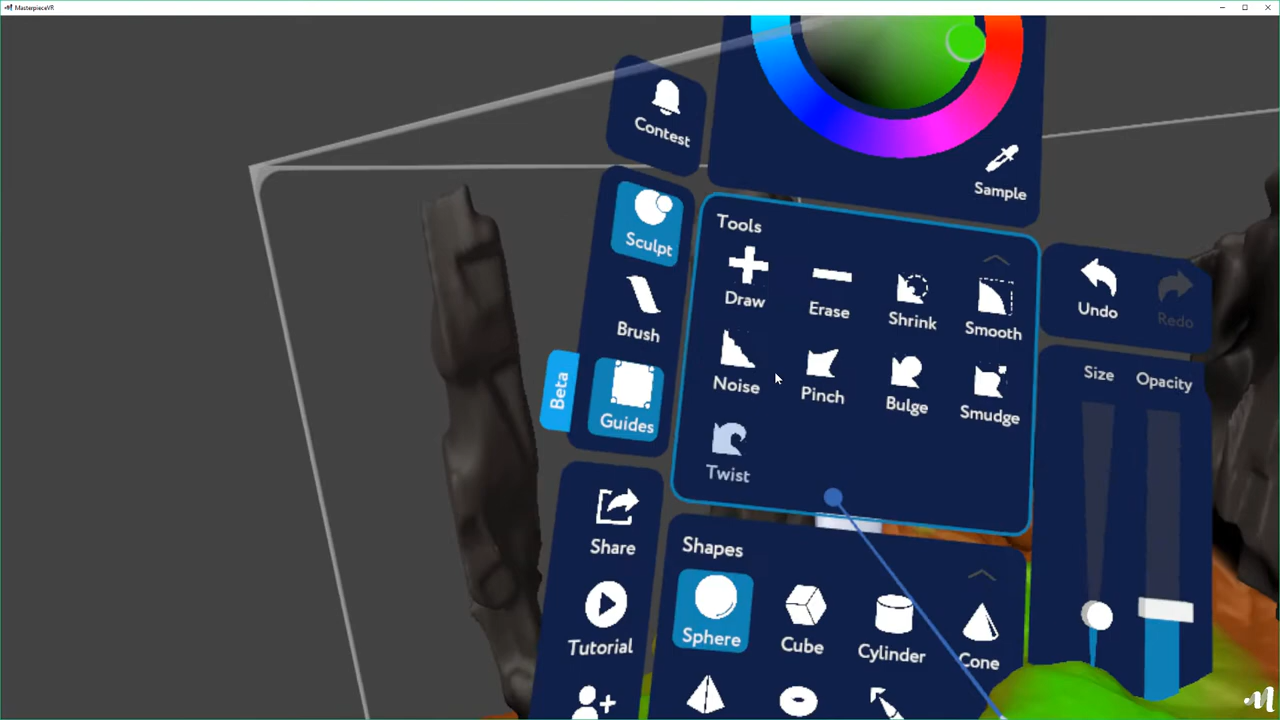 MasterpieceVR
Contest
Sample
Sculpt
Brush
Beta
Guides
Tools
Draw
Erase
Shrink
Smooth
Noise
Pinch
Bulge
Smudge
Twist
Undo
Redo
Size
Opacity
Share
Tutorial
Shapes
Sphere
Cube
Cylinder
Cone